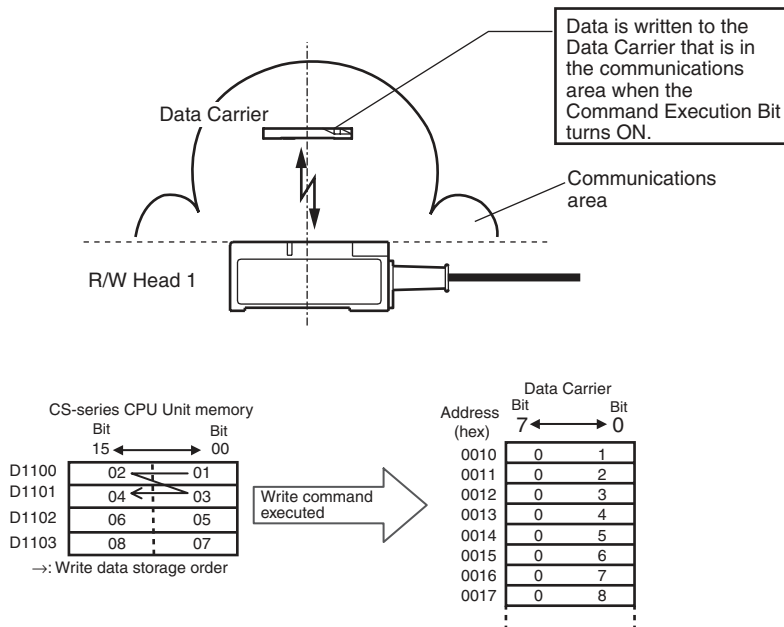 Data is written to the
Data Carrier that is in
the communications
area when the
Command Execution Bit
turns ON.
Data Carrier
Communications
area
R/W Head 1
CS-series CPU Unit memory
Bit Bit
15 00
D1100 02 01
D1101 04 03
D1102 06 05
D1103 08 07
→: Write data storage order
Write command
executed
Data Carrier
Address Bit Bit
(hex) 7 0
0010 0 1
0011 0 2
0012 0 3
0013 0 4
0014 0 5
0015 0 6
0016 0 7
0017 0 8